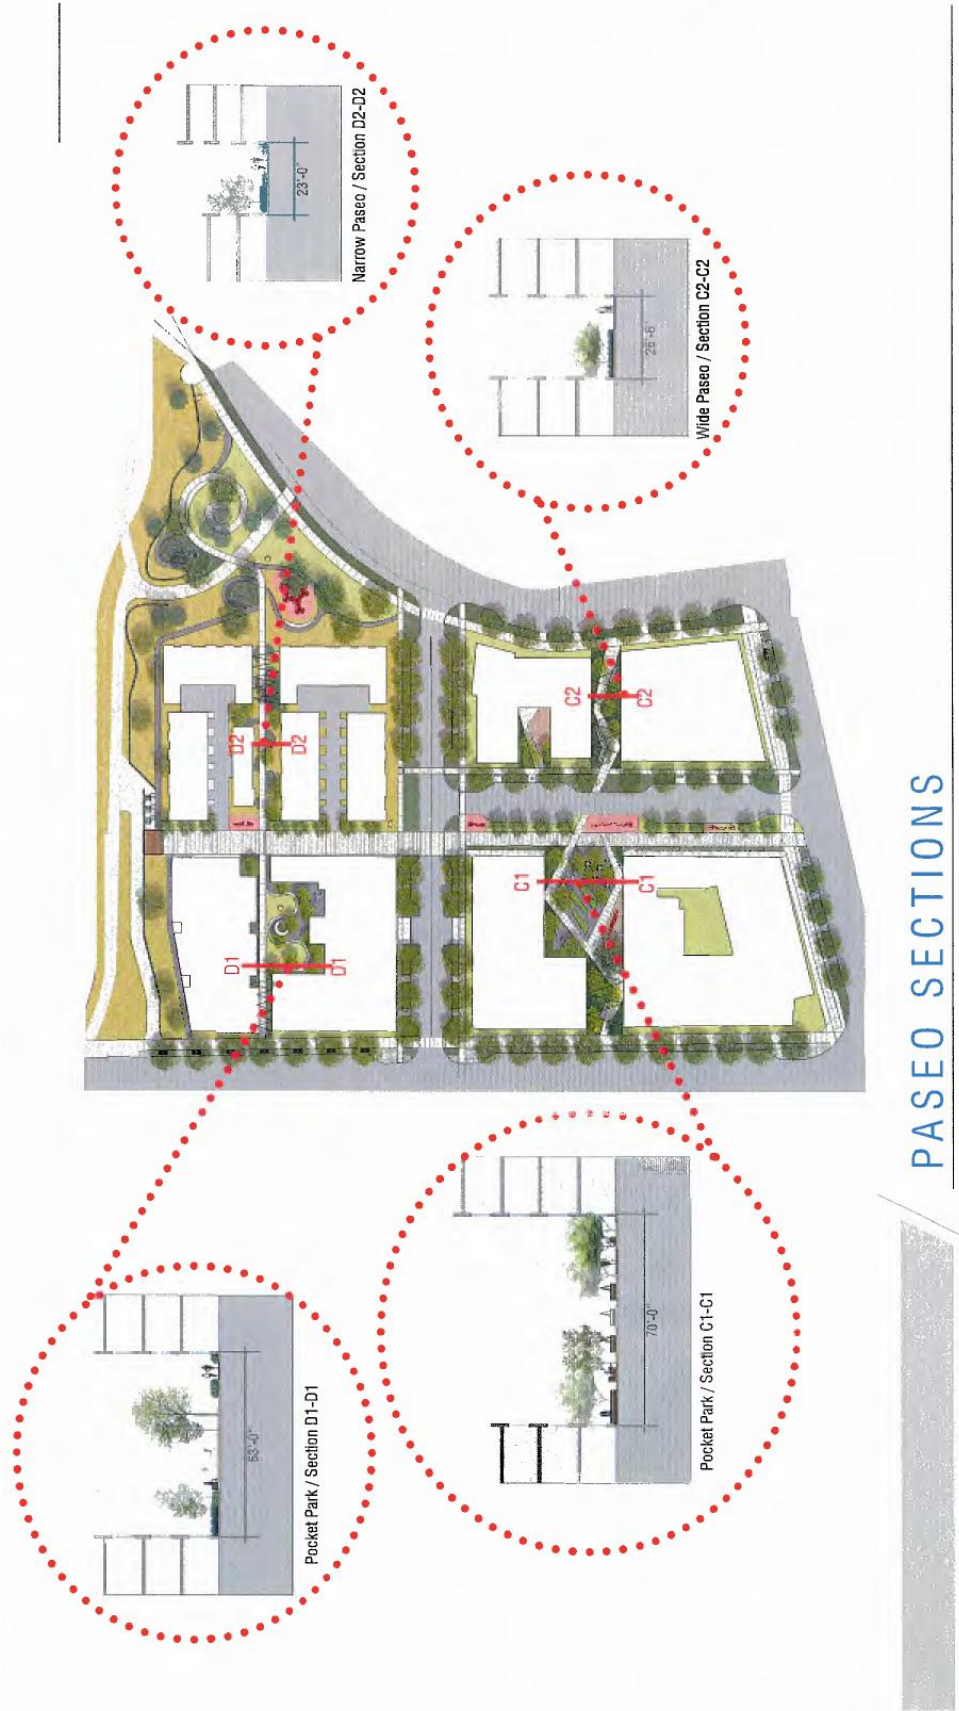 63'-0"
Pocket Park / Section D1-D1
23'-0"
Narrow Paseo / Section D2-D2
D1
D1
D2
D2
70'-0"
Pocket Park / Section C1-C1
26'-6"
Wide Paseo / Section C2-C2
C1
C1
C2
C2
PASEO SECTIONS